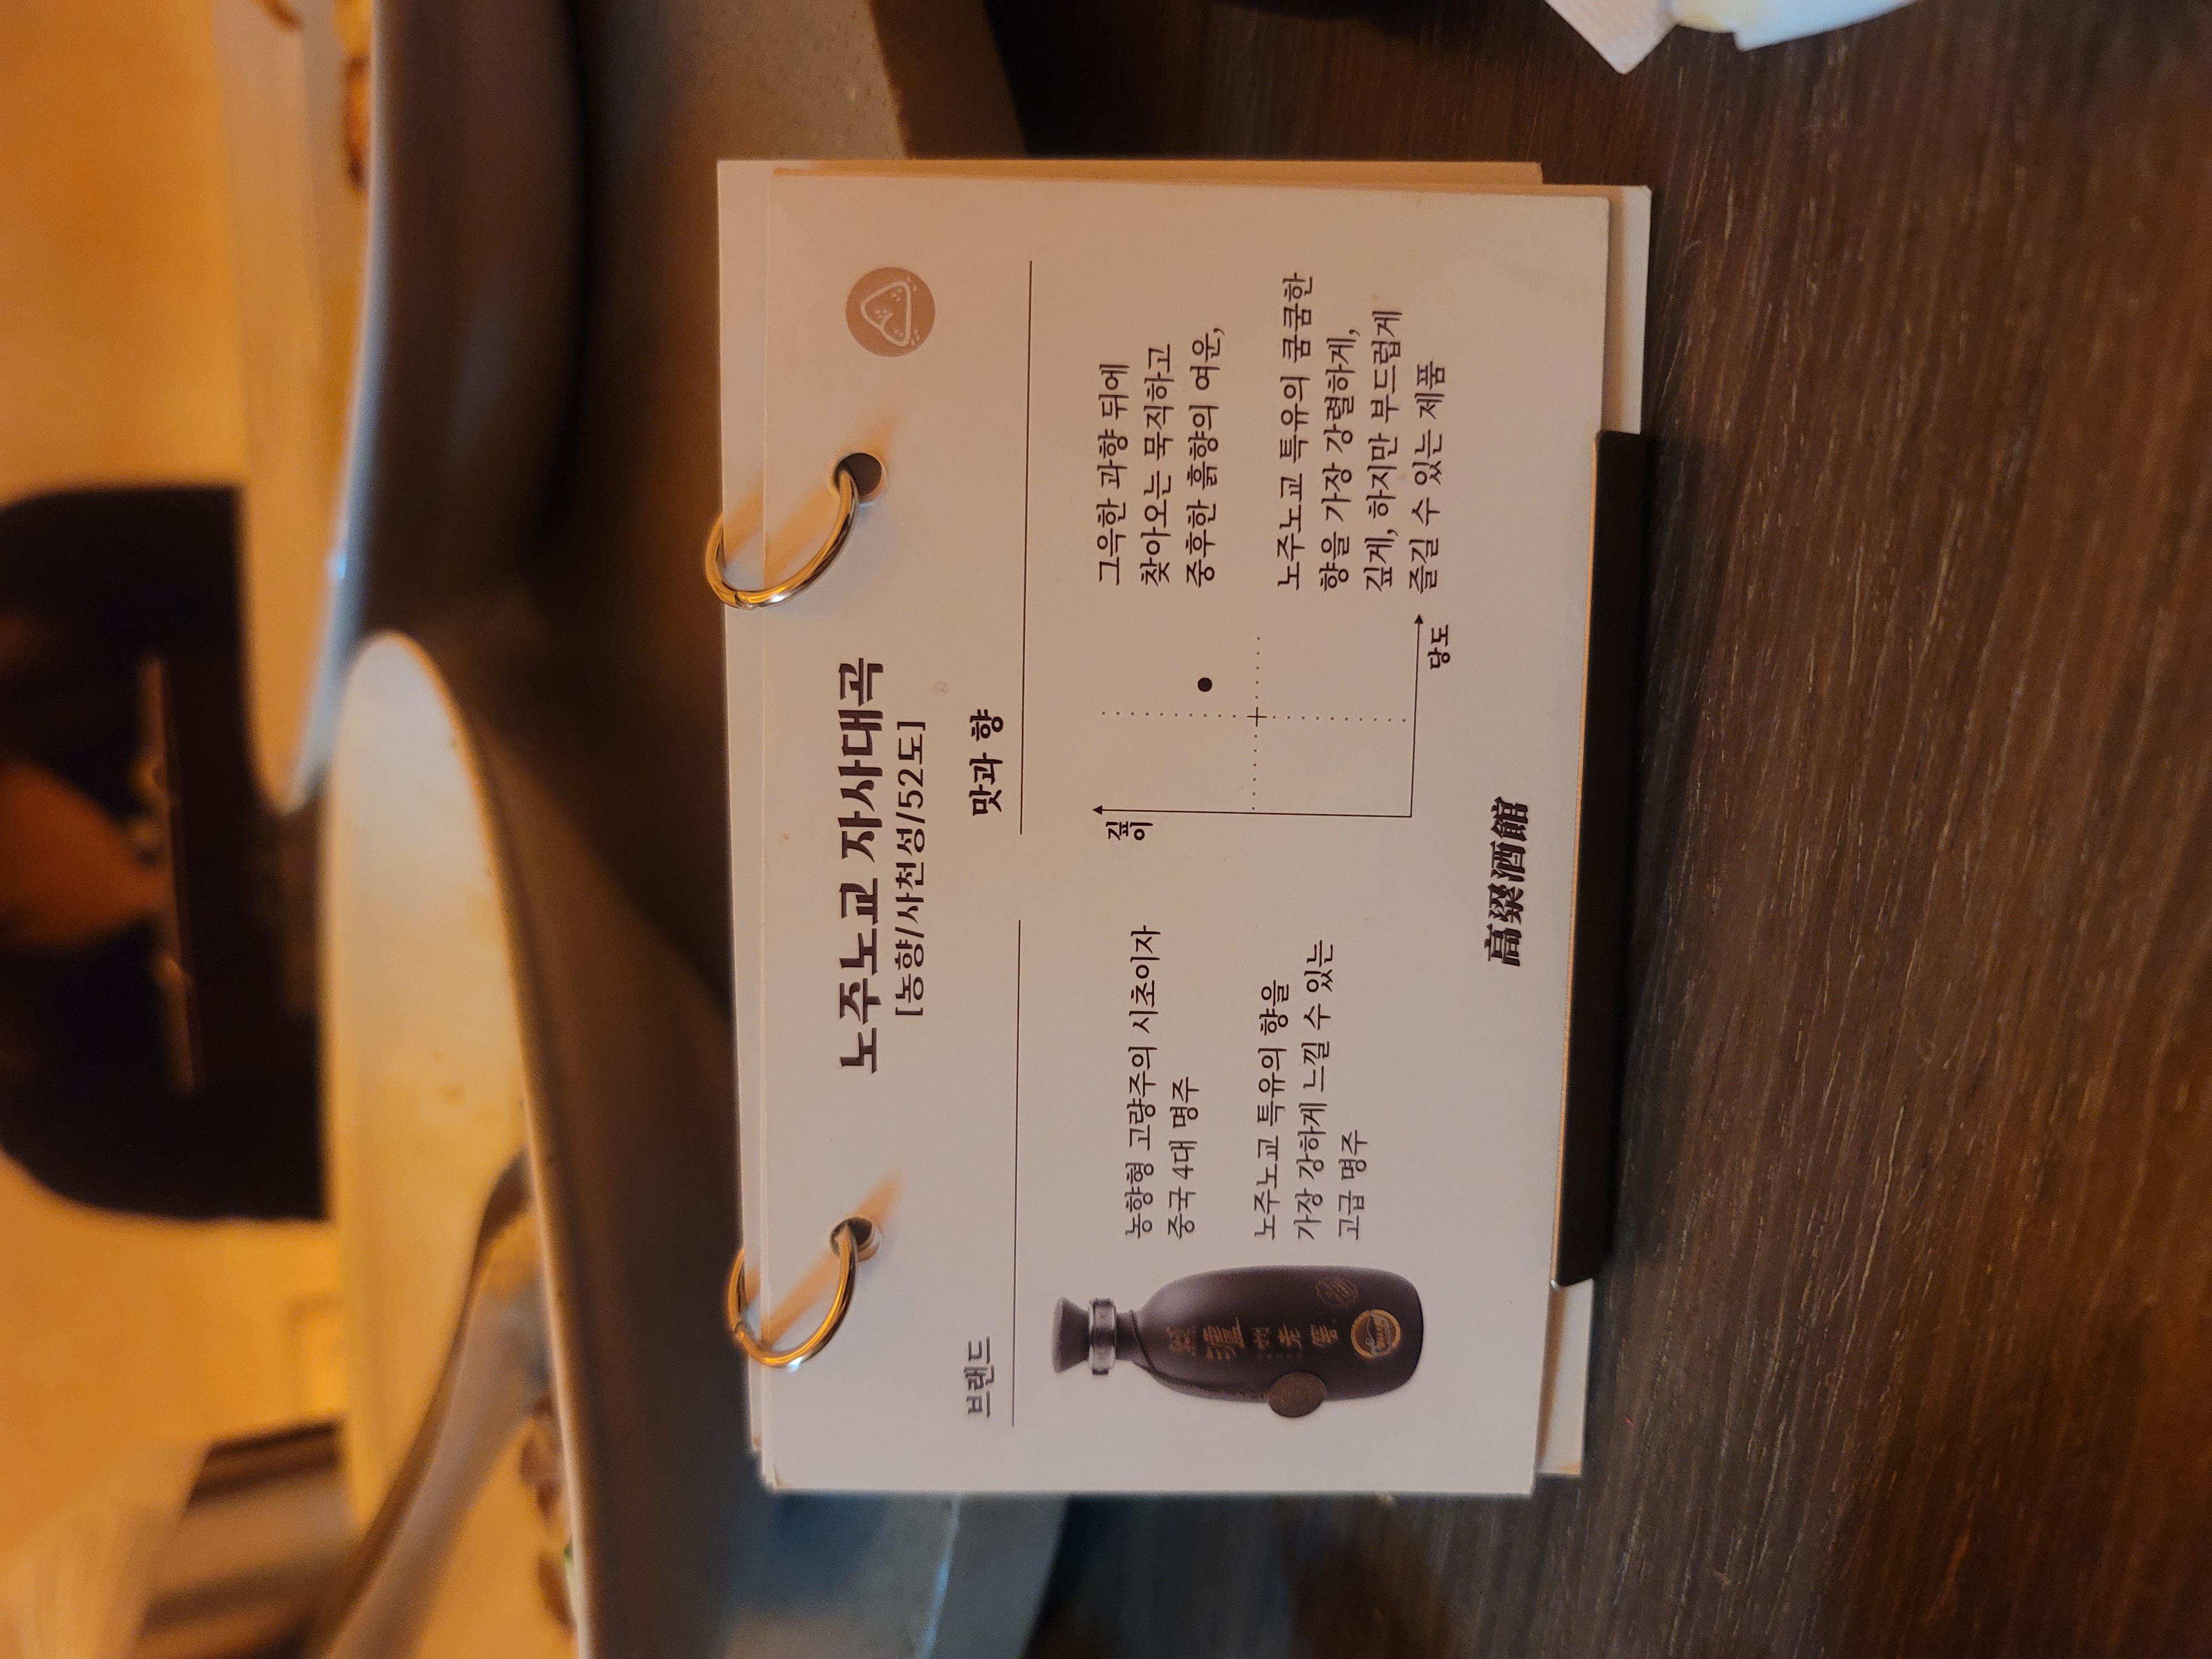 노주노교 자사대곡
[농향/사천성/52도]
브랜드
농향형 고량주의 시초이자
중국 4대 명주
노주노교 특유의 향을
가장 강하게 느낄 수 있는
고급 명주
瀘
州
老
窖
맛과 향
깊이
당도
그윽한 과향 뒤에
찾아오는 묵직하고
중후한 흙향의 여운,
노주노교 특유의 쿰쿰한
향을 가장 강렬하게,
깊게, 하지만 부드럽게
즐길 수 있는 제품
高粱酒館